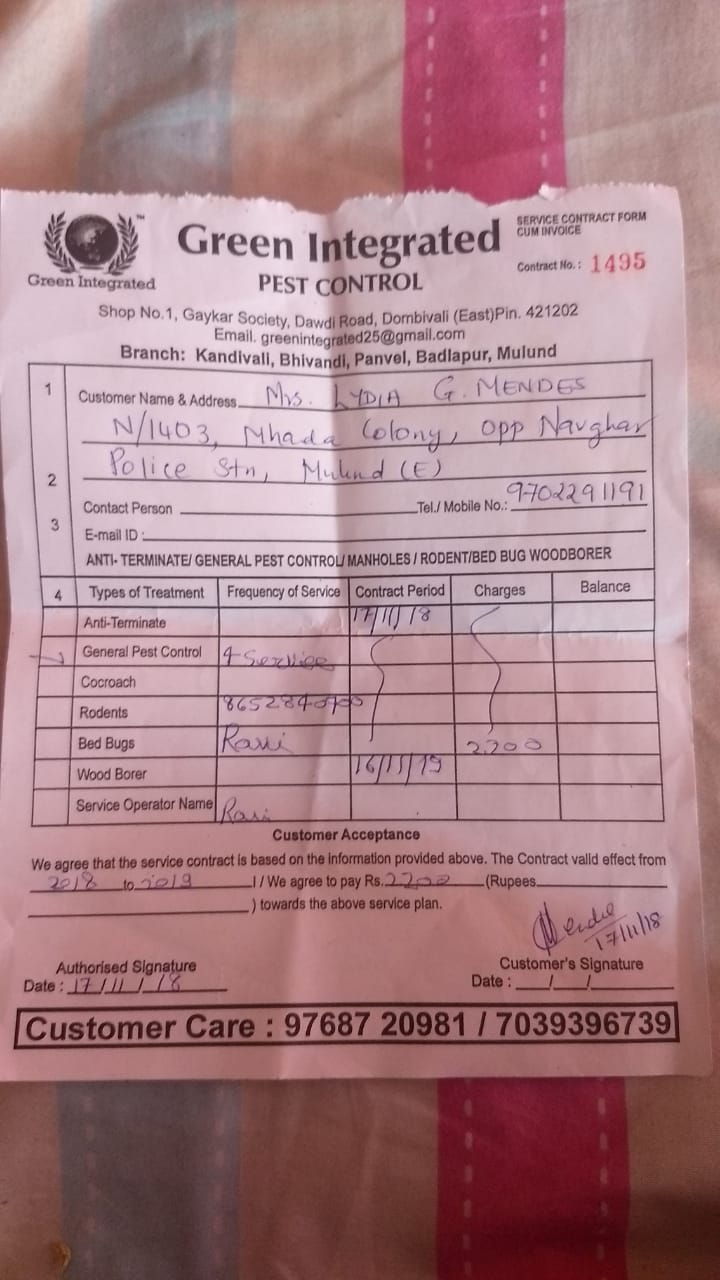 SERVICE CONTRACT FORM
CUM INVOICE
Green Integrated
TM
Green Integrated
PEST CONTROL
Contract No.: 1495
Shop No.1, Gaykar Society, Dawdi Road, Dombivali (East)Pin. 421202
Email. greenintegrated25@gmail.com
Branch: Kandivali, Bhivandi, Panvel, Badlapur, Mulund
1 Customer Name & Address Mrs. LYDIA G. MENDES
N/1403, Mhada Colony, Opp Navghar
Police Stn, Mulund (E)
2 Contact Person Tel./ Mobile No.: 9702291191
3 E-mail ID :
ANTI- TERMINATE/ GENERAL PEST CONTROL/ MANHOLES / RODENT/BED BUG WOODBORER
4 Types of Treatment Frequency of Service Contract Period Charges Balance
Anti-Terminate 17/11/18
General Pest Control 4 Service
Cocroach
Rodents
Bed Bugs Ravi 2200
Wood Borer 16/11/19
Service Operator Name Ravi
Customer Acceptance
We agree that the service contract is based on the information provided above. The Contract valid effect from
2018 to 2019 I / We agree to pay Rs. 2200 (Rupees
) towards the above service plan.
17/11/18
Authorised Signature Customer's Signature
Date : 17/11/18 Date : / /
Customer Care : 97687 20981 / 7039396739